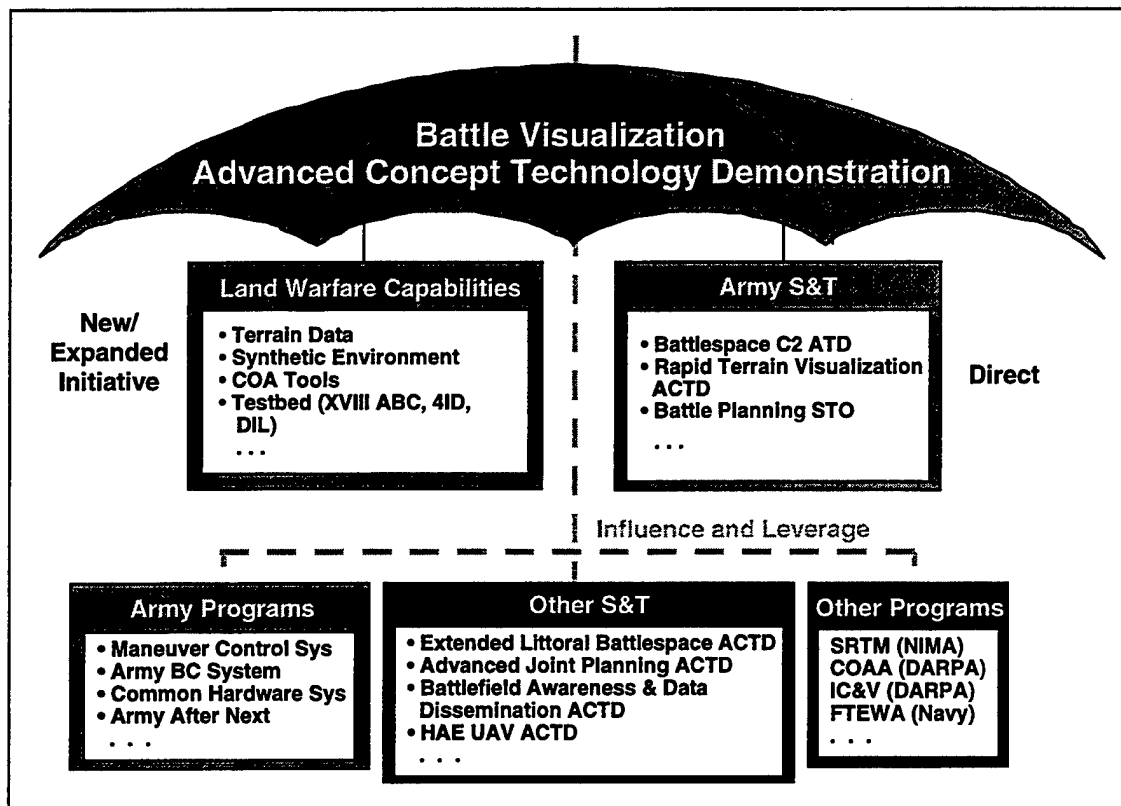 Battle Visualization
Advanced Concept Technology Demonstration
New/
Expanded
Initiative
Land Warfare Capabilities
• Terrain Data
• Synthetic Environment
• COA Tools
• Testbed (XVIII ABC, 4ID,
DIL)
. . .
Army S&T
• Battlespace C2 ATD
• Rapid Terrain Visualization
ACTD
• Battle Planning STO
. . .
Direct
Influence and Leverage
Army Programs
• Maneuver Control Sys
• Army BC System
• Common Hardware Sys
• Army After Next
. . .
Other S&T
• Extended Littoral Battlespace ACTD
• Advanced Joint Planning ACTD
• Battlefield Awareness & Data
Dissemination ACTD
• HAE UAV ACTD
. . .
Other Programs
SRTM (NIMA)
COAA (DARPA)
IC&V (DARPA)
FTEWA (Navy)
. . .